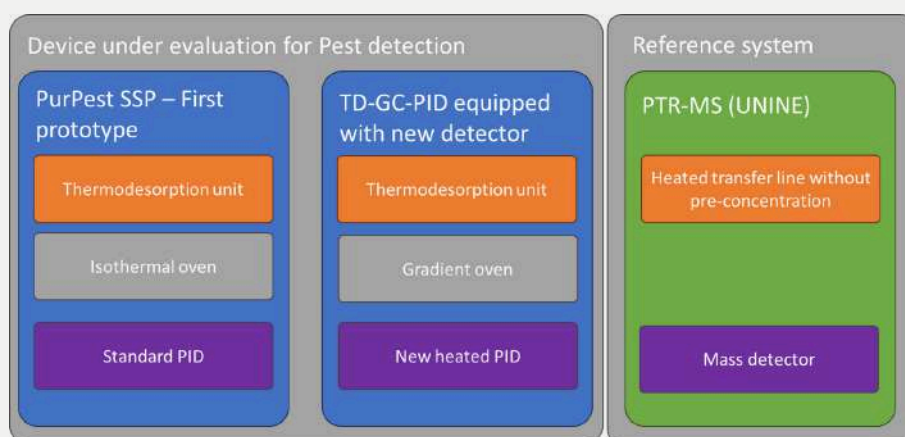 Device under evaluation for Pest detection
PurPest SSP – First
prototype
Thermodesorption unit
Isothermal oven
Standard PID
TD-GC-PID equipped
with new detector
Thermodesorption unit
Gradient oven
New heated PID
Reference system
PTR-MS (UNINE)
Heated transfer line without
pre-concentration
Mass detector